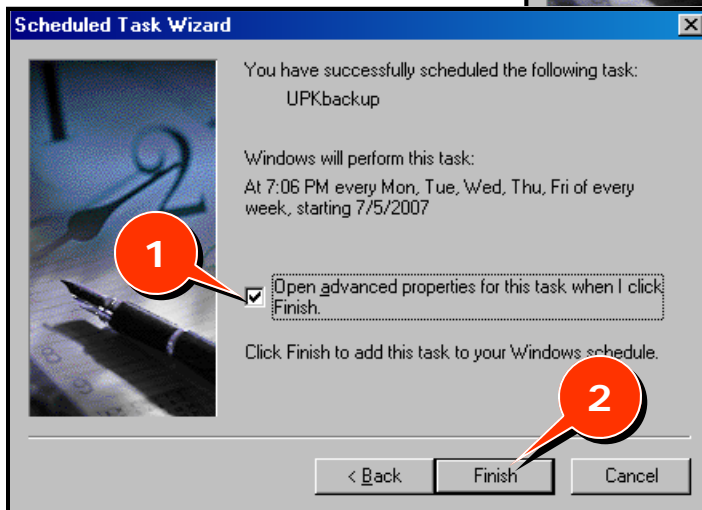 Scheduled Task Wizard
You have successfully scheduled the following task:
UPKbackup
Windows will perform this task:
At 7:06 PM every Mon, Tue, Wed, Thu, Fri of every
week, starting 7/5/2007
1
Open advanced properties for this task when I click
Finish.
Click Finish to add this task to your Windows schedule.
2
< Back
Finish
Cancel